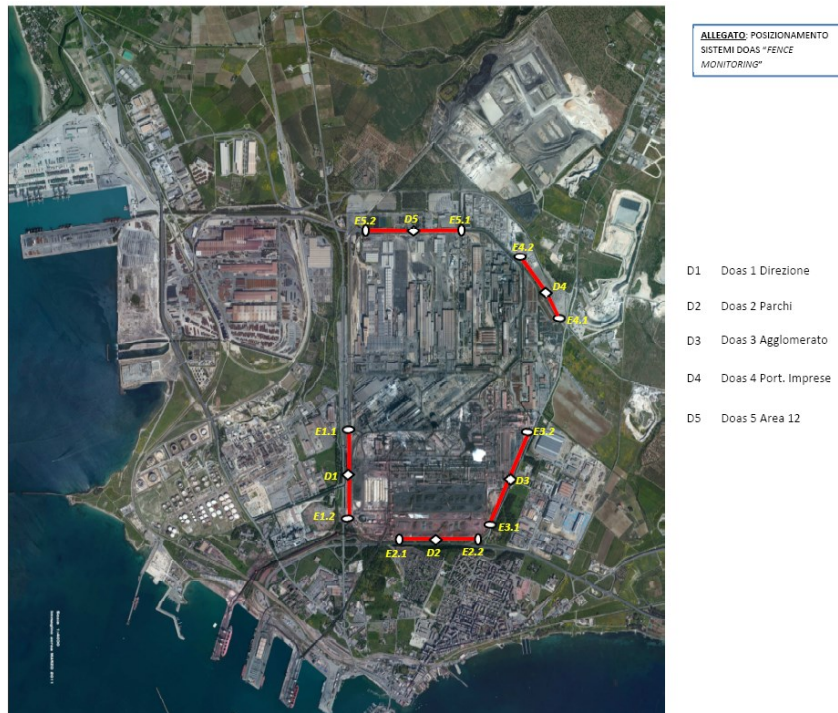 ALLEGATO: POSIZIONAMENTO
SISTEMI DOAS "FENCE
MONITORING"
E5.2
D5
E5.1
E4.2
D4
E4.1
E1.1
E3.2
D1
D3
E1.2
E3.1
E2.1
D2
E2.2
D1 Doas 1 Direzione
D2 Doas 2 Parchi
D3 Doas 3 Agglomerato
D4 Doas 4 Port. Imprese
D5 Doas 5 Area 12